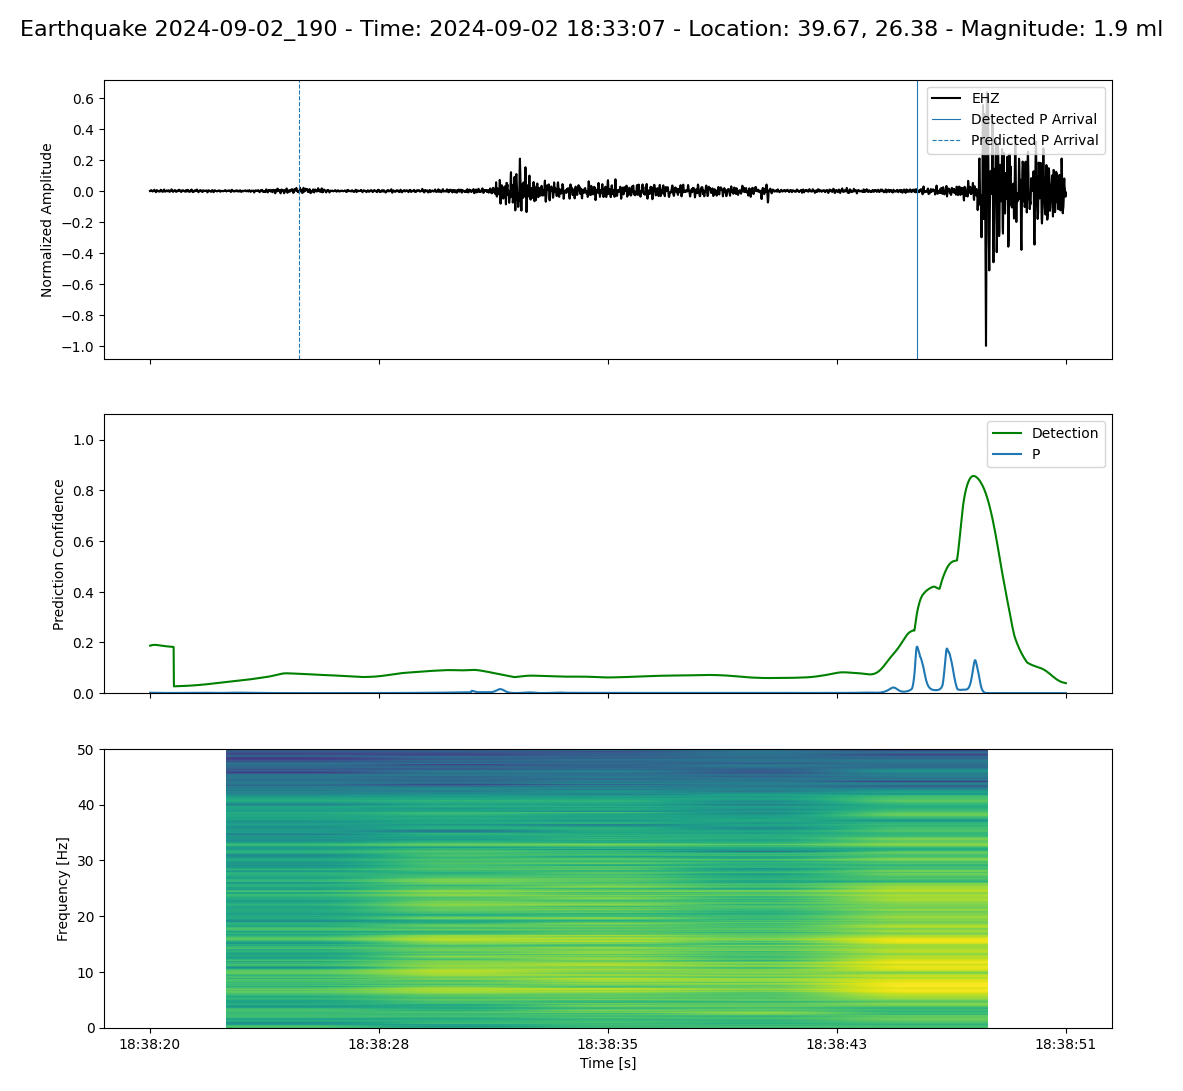 Earthquake 2024-09-02_190 - Time: 2024-09-02 18:33:07 - Location: 39.67, 26.38 - Magnitude: 1.9 ml
Normalized Amplitude
0.6
0.4
0.2
0.0
−0.2
−0.4
−0.6
−0.8
−1.0
EHZ
Detected P Arrival
Predicted P Arrival
Prediction Confidence
1.0
0.8
0.6
0.4
0.2
0.0
Detection
P
Frequency [Hz]
50
40
30
20
10
0
18:38:20 18:38:28 18:38:35 18:38:43 18:38:51
Time [s]